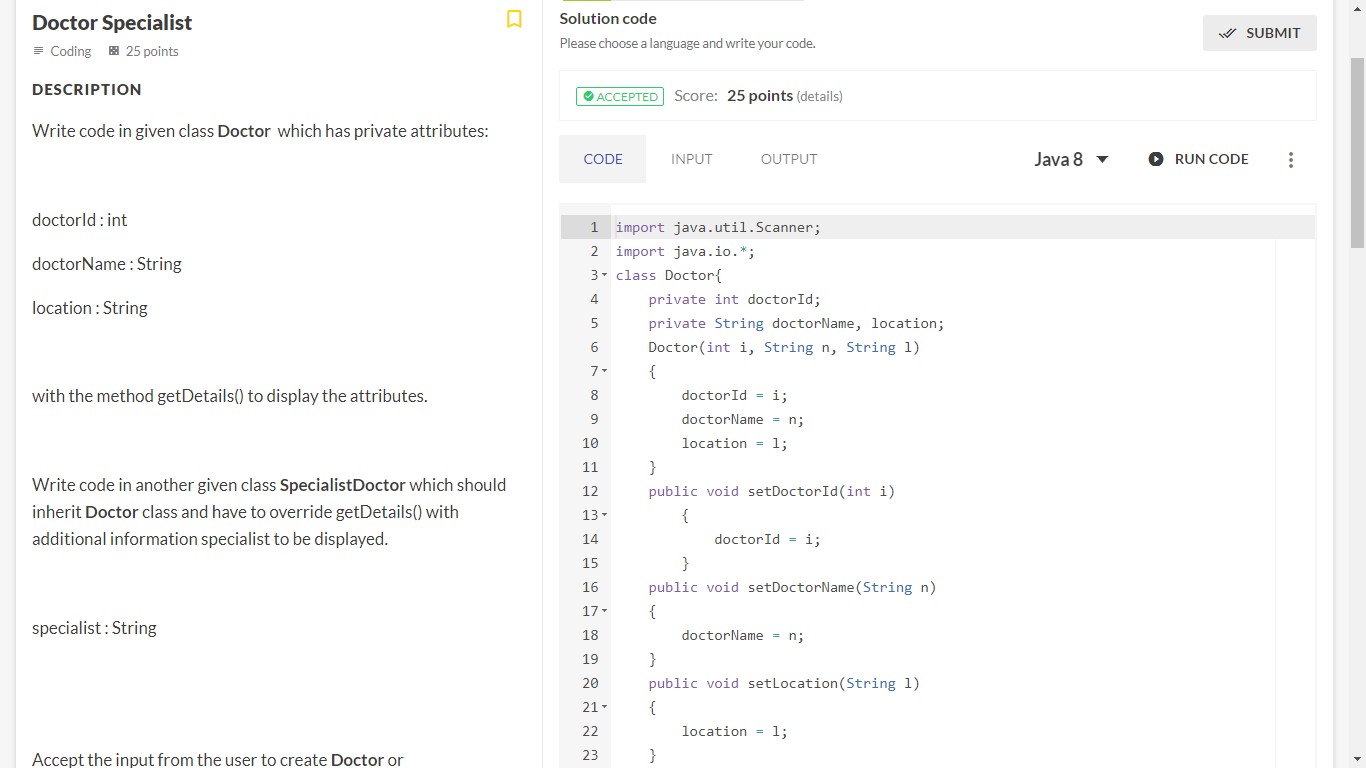 Doctor Specialist
Coding 25 points
DESCRIPTION
Write code in given class Doctor which has private attributes:
doctorId : int
doctorName : String
location : String
with the method getDetails() to display the attributes.
Write code in another given class SpecialistDoctor which should
inherit Doctor class and have to override getDetails() with
additional information specialist to be displayed.
specialist : String
Accept the input from the user to create Doctor or
Solution code
Please choose a language and write your code.
SUBMIT
ACCEPTED Score: 25 points (details)
CODE INPUT OUTPUT Java 8 RUN CODE
1 import java.util.Scanner;
2 import java.io.*;
3 class Doctor{
4 private int doctorId;
5 private String doctorName, location;
6 Doctor(int i, String n, String l)
7 {
8 doctorId = i;
9 doctorName = n;
10 location = l;
11 }
12 public void setDoctorId(int i)
13 {
14 doctorId = i;
15 }
16 public void setDoctorName(String n)
17 {
18 doctorName = n;
19 }
20 public void setLocation(String l)
21 {
22 location = l;
23 }